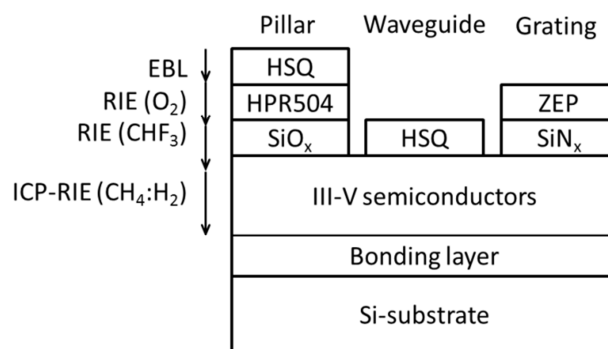 Pillar Waveguide Grating
EBL HSQ
RIE (O₂) HPR504 ZEP
RIE (CHF₃) SiOₓ HSQ SiNₓ
ICP-RIE (CH₄:H₂) III-V semiconductors
Bonding layer
Si-substrate